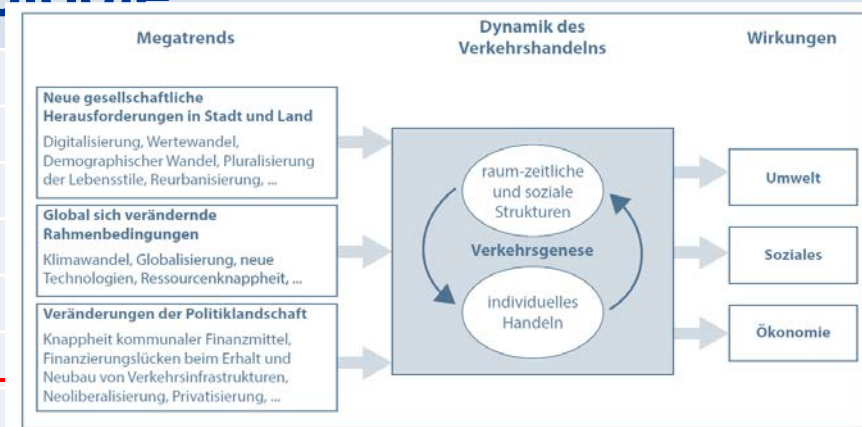 Megatrends
Dynamik des
Verkehrshandelns
Wirkungen
Neue gesellschaftliche
Herausforderungen in Stadt und Land
Digitalisierung, Wertewandel,
Demographischer Wandel, Pluralisierung
der Lebensstile, Reurbanisierung, ...
Global sich verändernde
Rahmenbedingungen
Klimawandel, Globalisierung, neue
Technologien, Ressourcenknappheit, ...
Veränderungen der Politiklandschaft
Knappheit kommunaler Finanzmittel,
Finanzierungslücken beim Erhalt und
Neubau von Verkehrsinfrastrukturen,
Neoliberalisierung, Privatisierung, ...
raum-zeitliche
und soziale
Strukturen
Verkehrsgenese
individuelles
Handeln
Umwelt
Soziales
Ökonomie